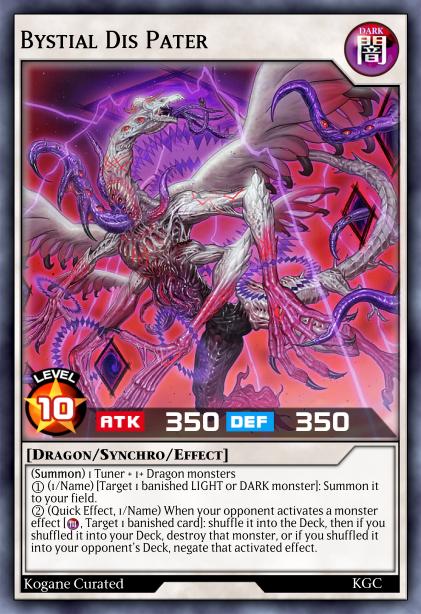 Bystial Dis Pater
DARK
闇
LEVEL
10
ATK 350 DEF 350
[Dragon/Synchro/Effect]
(Summon) 1 Tuner + 1+ Dragon monsters
① (1/Name) [Target 1 banished LIGHT or DARK monster]: Summon it
to your field.
② (Quick Effect, 1/Name) When your opponent activates a monster
effect [闇, Target 1 banished card]: shuffle it into the Deck, then if you
shuffled it into your Deck, destroy that monster, or if you shuffled it
into your opponent's Deck, negate that activated effect.
Kogane Curated KGC